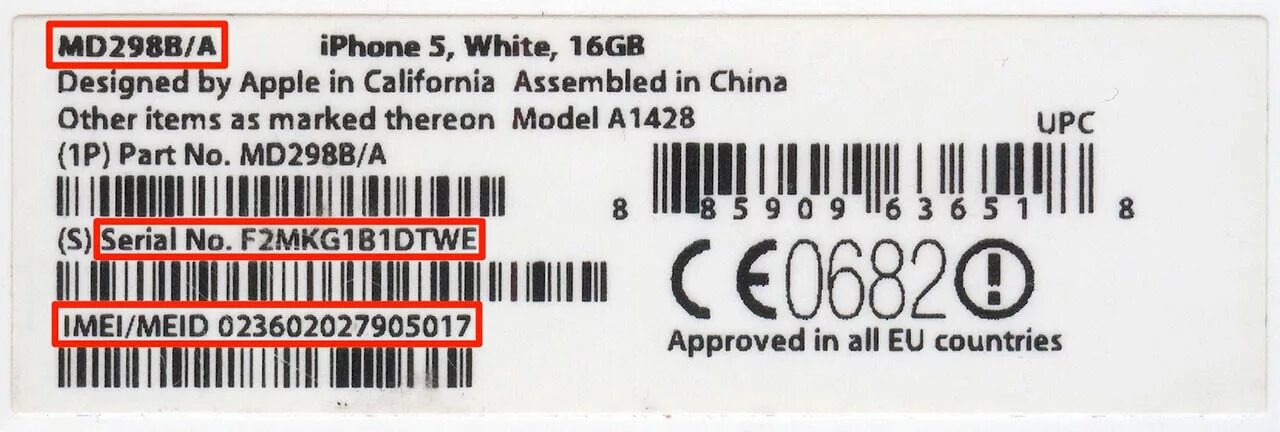 MD298B/A iPhone 5, White, 16GB
Designed by Apple in California Assembled in China
Other items as marked thereon Model A1428
(1P) Part No. MD298B/A
UPC
8 85909 63651 8
(S) Serial No. F2MKG1B1DTWE
CE0682
IMEI/MEID 023602027905017
Approved in all EU countries